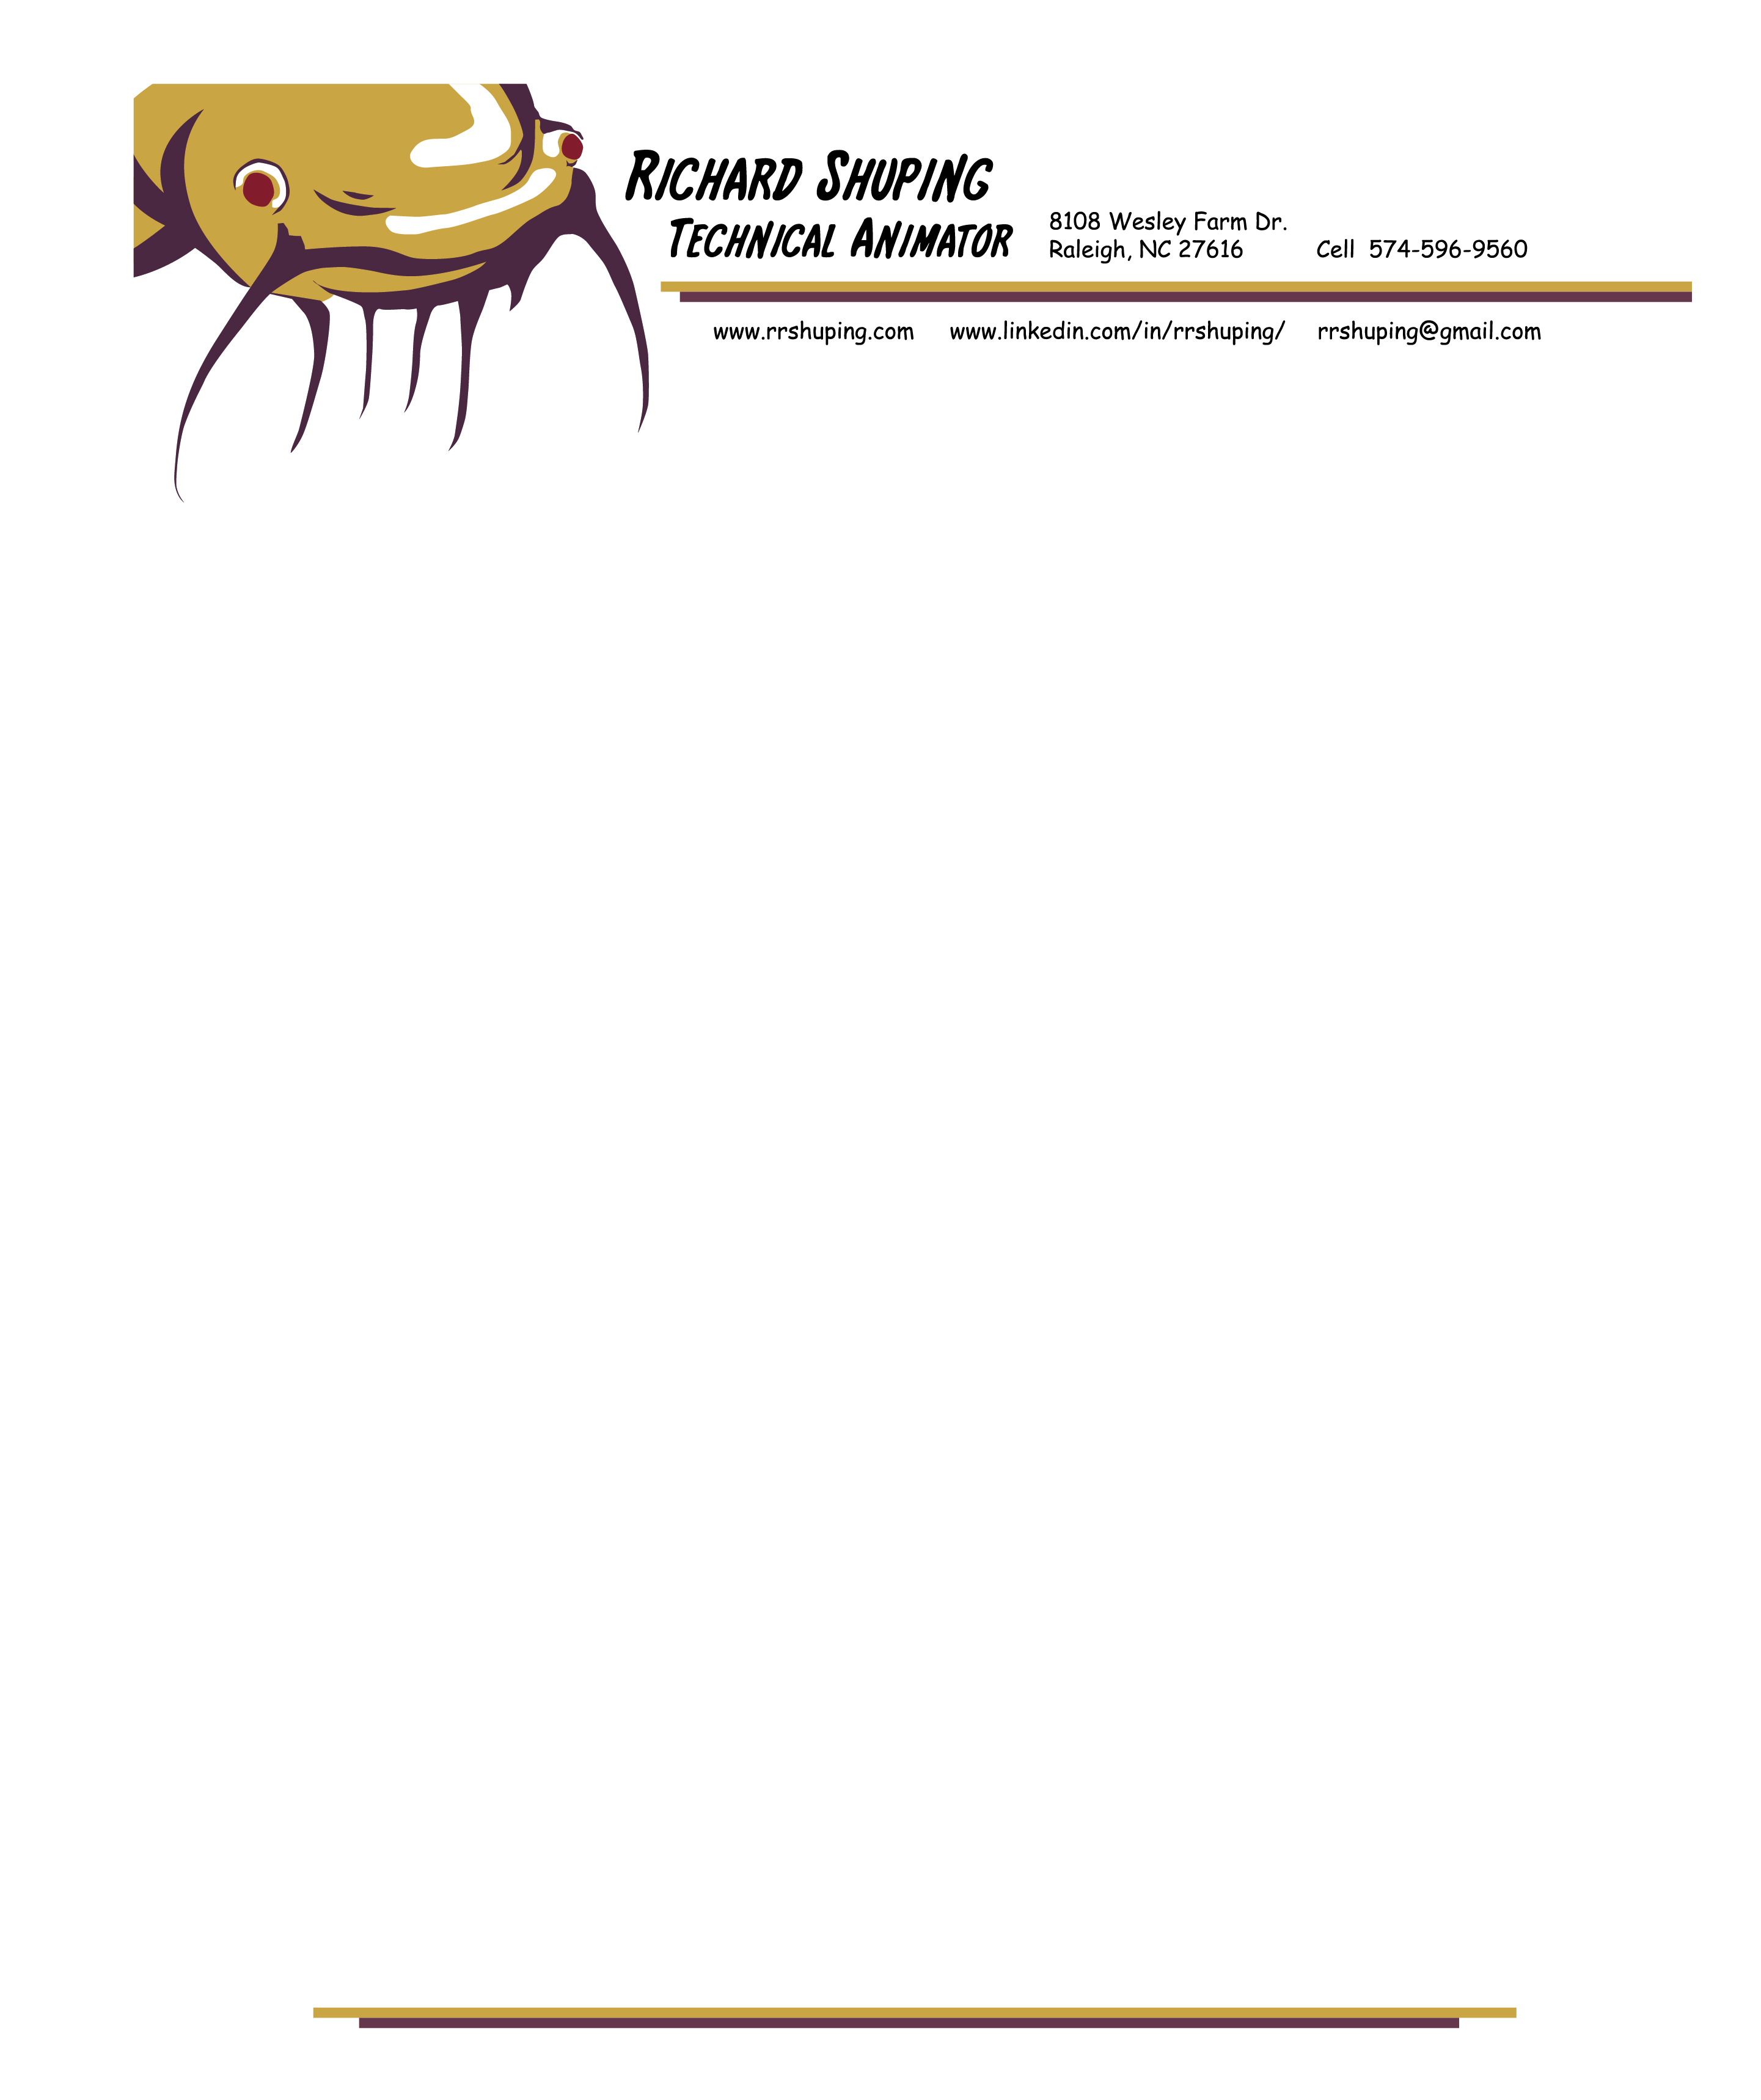 Richard Shuping
Technical Animator
8108 Wesley Farm Dr.
Raleigh, NC 27616
Cell 574-596-9560
www.rrshuping.com www.linkedin.com/in/rrshuping/ rrshuping@gmail.com